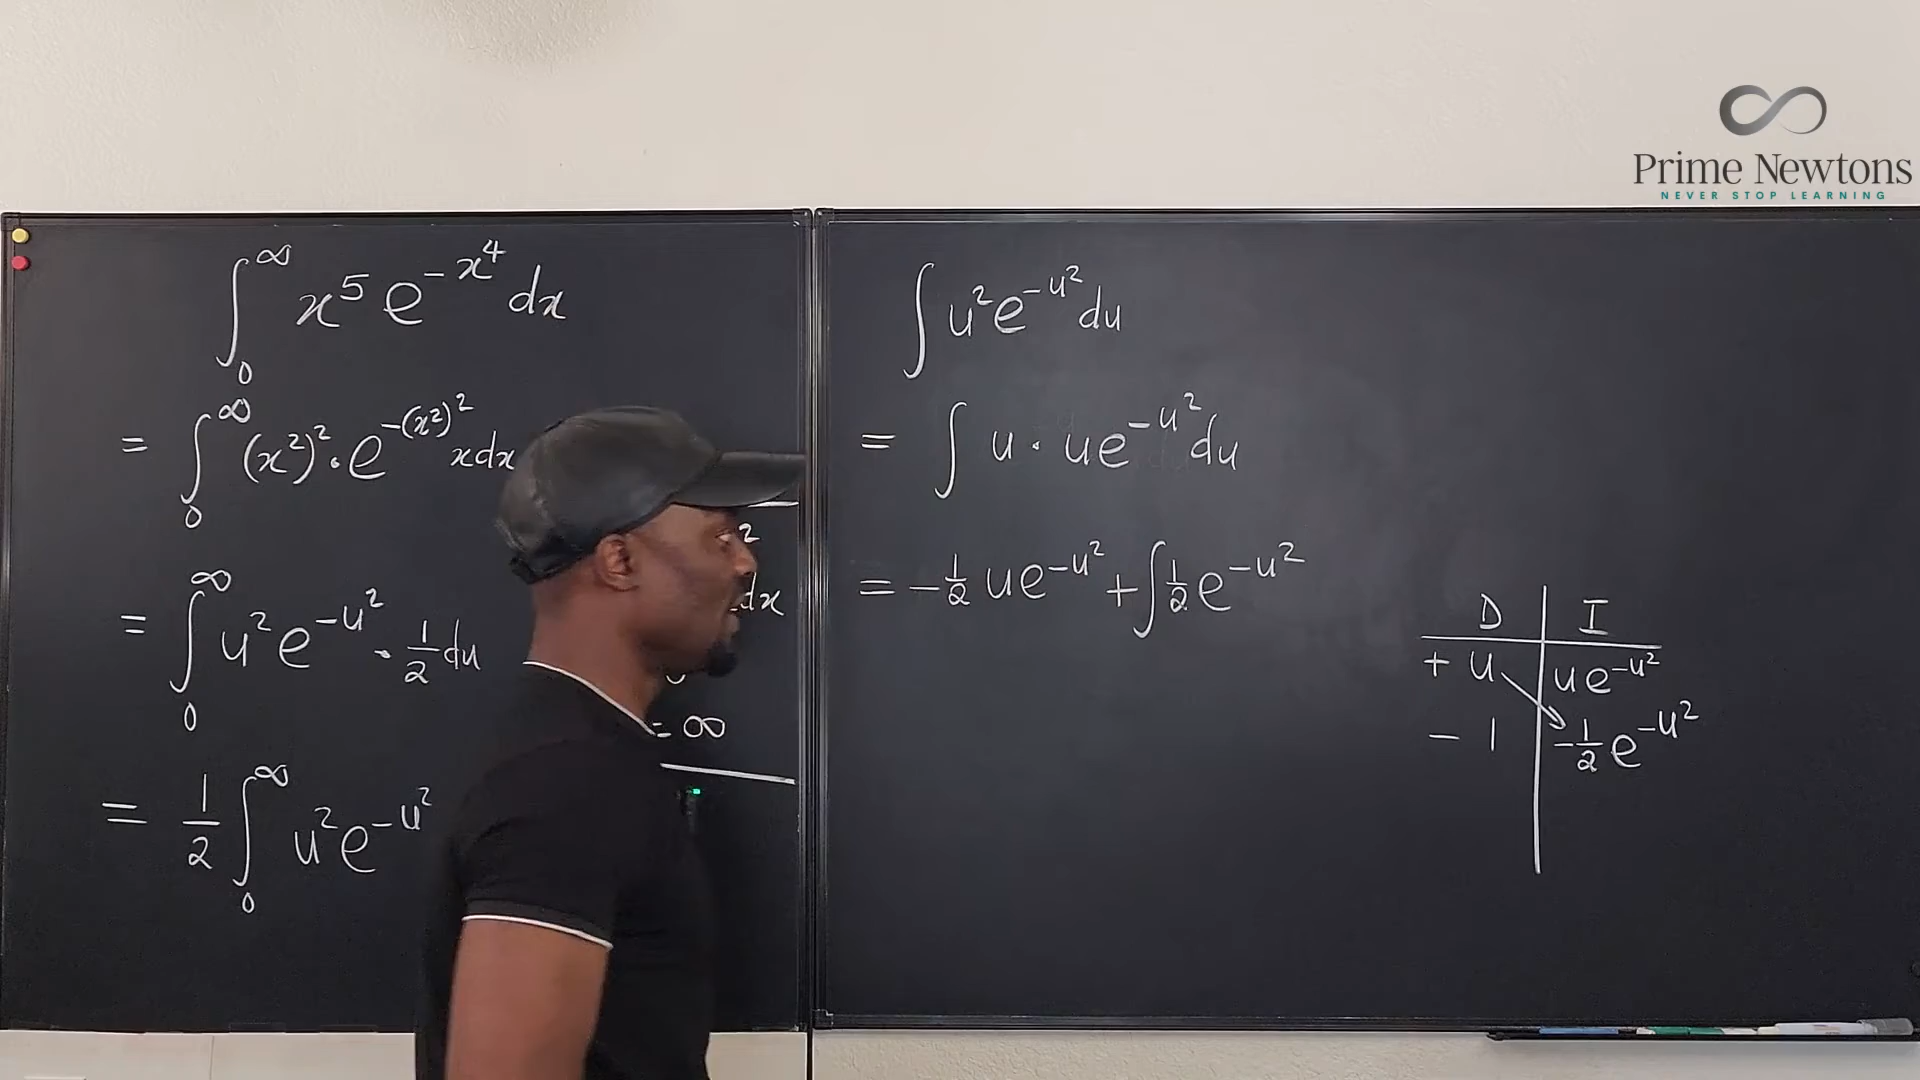 Prime Newtons
NEVER STOP LEARNING
∫₀^∞ x⁵ e^{-x⁴} dx
= ∫₀^∞ (x²)² · e^{-(x²)²} x dx
= ∫₀^∞ u² e^{-u²} · 1/2 du
= 1/2 ∫₀^∞ u² e^{-u²}
2
dx
= ∞
∫ u² e^{-u²} du
= ∫ u · u e^{-u²} du
= -1/2 u e^{-u²} + ∫ 1/2 e^{-u²}
D I
+ u u e^{-u²}
- 1 -1/2 e^{-u²}